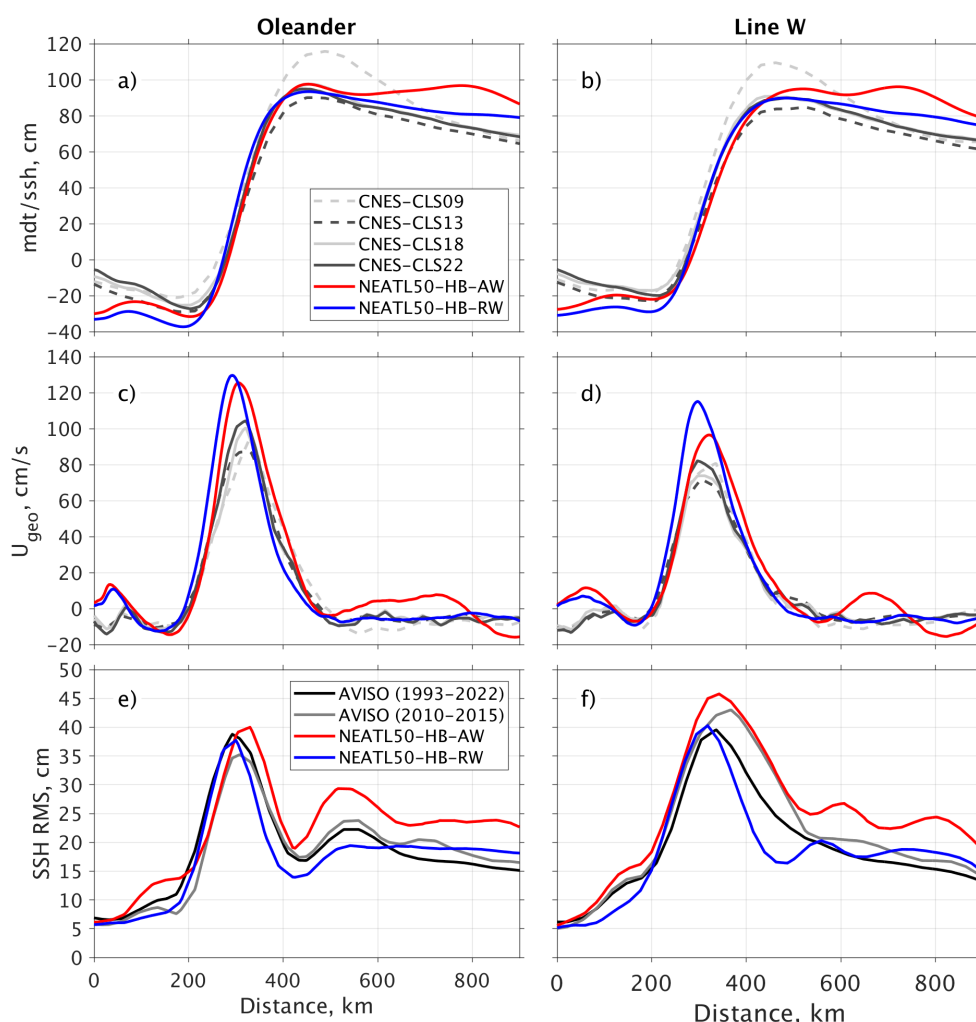 Oleander
Line W
120
100
80
60
40
20
0
−20
−40
mdt/ssh, cm
a)
b)
CNES−CLS09
CNES−CLS13
CNES−CLS18
CNES−CLS22
NEATL50−HB−AW
NEATL50−HB−RW
140
120
100
80
60
40
20
0
−20
U_geo, cm/s
c)
d)
50
45
40
35
30
25
20
15
10
5
0
SSH RMS, cm
e)
f)
AVISO (1993−2022)
AVISO (2010−2015)
NEATL50−HB−AW
NEATL50−HB−RW
0 200 400 600 800
0 200 400 600 800
Distance, km
Distance, km